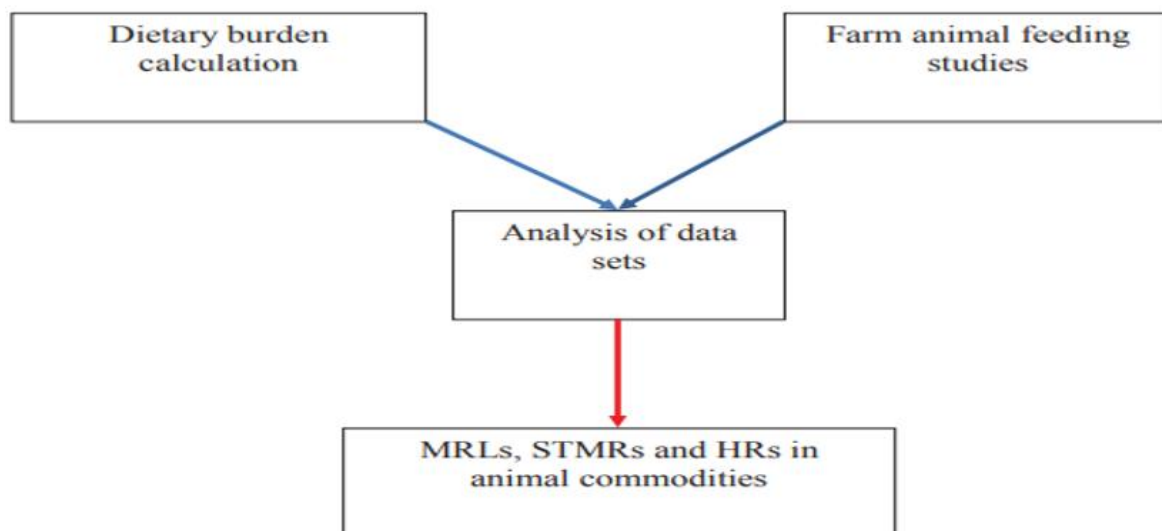 Dietary burden
calculation
Farm animal feeding
studies
Analysis of data
sets
MRLs, STMRs and HRs in
animal commodities